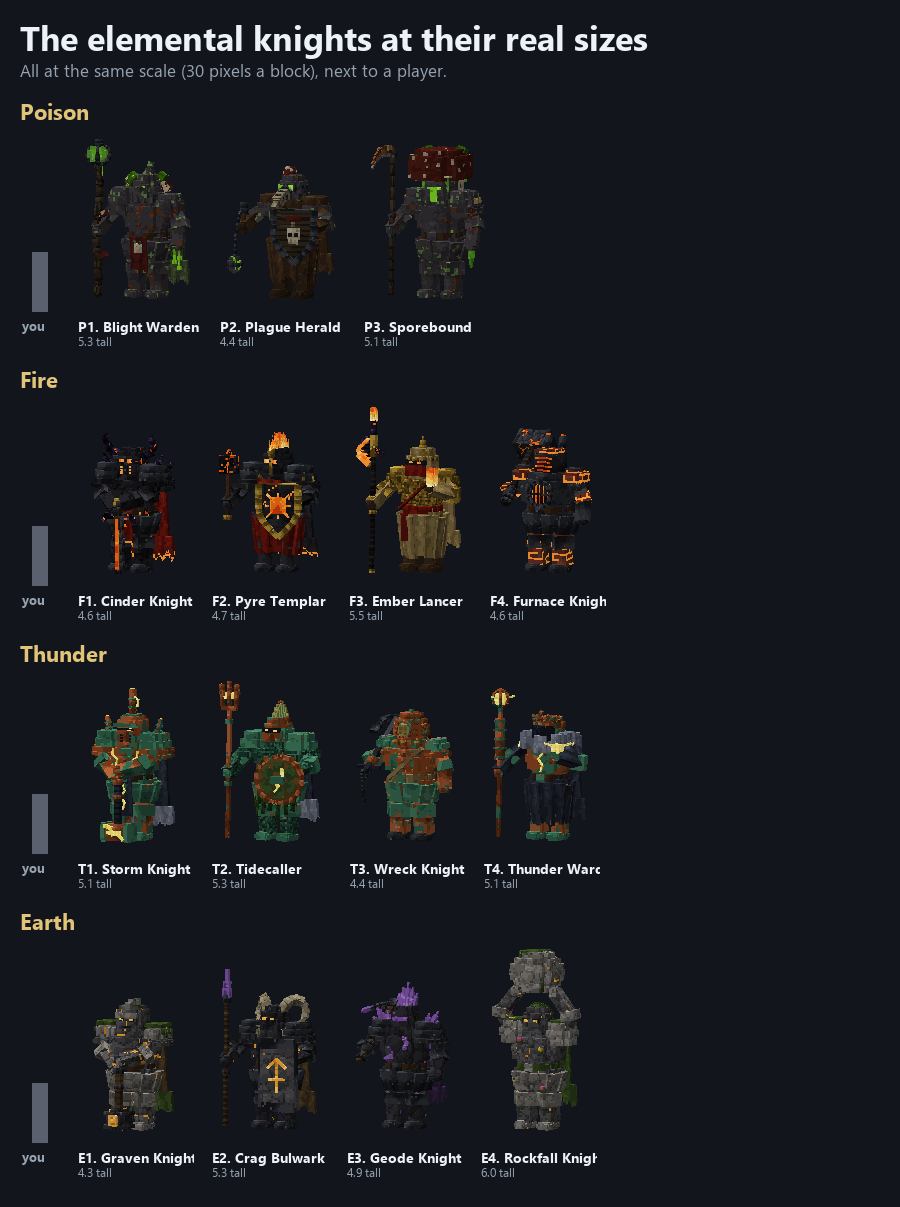 The elemental knights at their real sizes
All at the same scale (30 pixels a block), next to a player.
Poison
you
P1. Blight Warden
5.3 tall
P2. Plague Herald
4.4 tall
P3. Sporebound
5.1 tall
Fire
you
F1. Cinder Knight
4.6 tall
F2. Pyre Templar
4.7 tall
F3. Ember Lancer
5.5 tall
F4. Furnace Knigh
4.6 tall
Thunder
you
T1. Storm Knight
5.1 tall
T2. Tidecaller
5.3 tall
T3. Wreck Knight
4.4 tall
T4. Thunder Ward
5.1 tall
Earth
you
E1. Graven Knight
4.3 tall
E2. Crag Bulwark
5.3 tall
E3. Geode Knight
4.9 tall
E4. Rockfall Knigh
6.0 tall